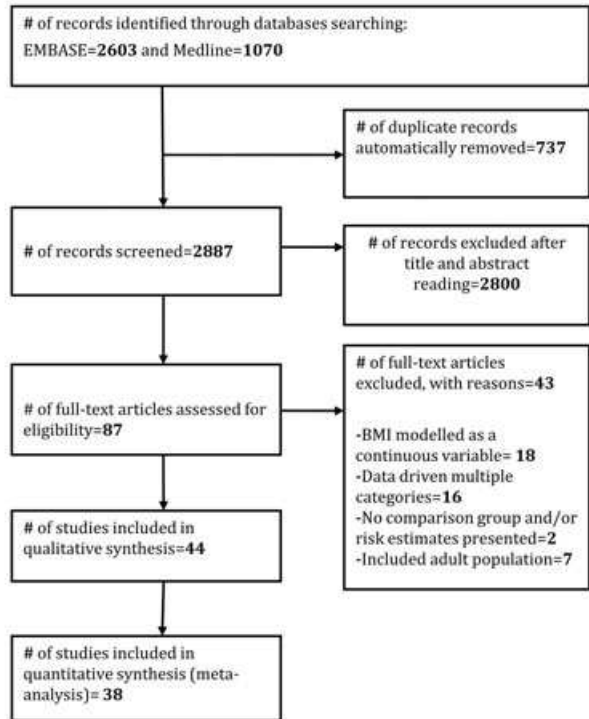 # of records identified through databases searching:
EMBASE=2603 and Medline=1070
# of duplicate records
automatically removed=737
# of records screened=2887
# of records excluded after
title and abstract
reading=2800
# of full-text articles assessed for
eligibility=87
# of full-text articles
excluded, with reasons=43
-BMI modelled as a
continuous variable= 18
-Data driven multiple
categories=16
-No comparison group and/or
risk estimates presented=2
-Included adult population=7
# of studies included in
qualitative synthesis=44
# of studies included in
quantitative synthesis (meta-
analysis)= 38